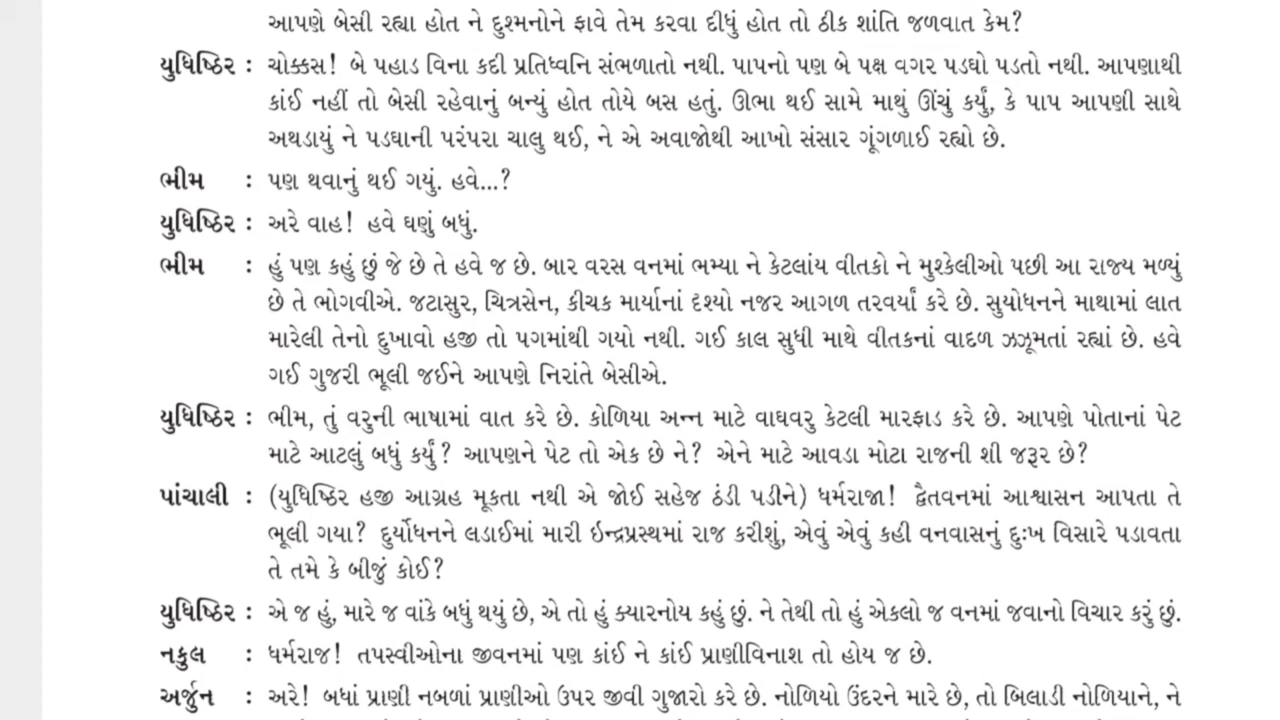 આપણે બેસી રહ્યા હોત ને દુશ્મનોને ફાવે તેમ કરવા દીધું હોત તો ઠીક શાંતિ જળવાત કેમ?
યુધિષ્ઠિર : ચોક્કસ! બે પહાડ વિના કદી પ્રતિધ્વનિ સંભળાતો નથી. પાપનો પણ બે પક્ષ વગર પડઘો પડતો નથી. આપણાથી
કાંઈ નહીં તો બેસી રહેવાનું બન્યું હોત તોયે બસ હતું. ઊભા થઈ સામે માથું ઊંચું કર્યું, કે પાપ આપણી સાથે
અથડાયું ને પડઘાની પરંપરા ચાલુ થઈ, ને એ અવાજોથી આખો સંસાર ગૂંગળાઈ રહ્યો છે.
ભીમ : પણ થવાનું થઈ ગયું. હવે...?
યુધિષ્ઠિર : અરે વાહ! હવે ઘણું બધું.
ભીમ : હું પણ કહું છું જે છે તે હવે જ છે. બાર વરસ વનમાં ભમ્યા ને કેટલાંય વીતકો ને મુશ્કેલીઓ પછી આ રાજ્ય મળ્યું
છે તે ભોગવીએ. જટાસુર, ચિત્રસેન, કીચક માર્યાનાં દૃશ્યો નજર આગળ તરવર્યાં કરે છે. સુયોધનને માથામાં લાત
મારેલી તેનો દુખાવો હજી તો પગમાંથી ગયો નથી. ગઈ કાલ સુધી માથે વીતકનાં વાદળ ઝઝૂમતાં રહ્યાં છે. હવે
ગઈ ગુજરી ભૂલી જઈને આપણે નિરાંતે બેસીએ.
યુધિષ્ઠિર : ભીમ, તું વરુની ભાષામાં વાત કરે છે. કોળિયા અન્ન માટે વાઘવરુ કેટલી મારફાડ કરે છે. આપણે પોતાનાં પેટ
માટે આટલું બધું કર્યું? આપણને પેટ તો એક છે ને? એને માટે આવડા મોટા રાજની શી જરૂર છે?
પાંચાલી : (યુધિષ્ઠિર હજી આગ્રહ મૂકતા નથી એ જોઈ સહેજ ઠંડી પડીને) ધર્મરાજા! દ્વૈતવનમાં આશ્વાસન આપતા તે
ભૂલી ગયા? દુર્યોધનને લડાઈમાં મારી ઇન્દ્રપ્રસ્થમાં રાજ કરીશું, એવું એવું કહી વનવાસનું દુઃખ વિસારે પડાવતા
તે તમે કે બીજું કોઈ?
યુધિષ્ઠિર : એ જ હું, મારે જ વાંકે બધું થયું છે, એ તો હું ક્યારનોય કહું છું. ને તેથી તો હું એકલો જ વનમાં જવાનો વિચાર કરું છું.
નકુલ : ધર્મરાજ! તપસ્વીઓના જીવનમાં પણ કાંઈ ને કાંઈ પ્રાણીવિનાશ તો હોય જ છે.
અર્જુન : અરે! બધાં પ્રાણી નબળાં પ્રાણીઓ ઉપર જીવી ગુજારો કરે છે. નોળિયો ઉંદરને મારે છે, તો બિલાડી નોળિયાને, ને